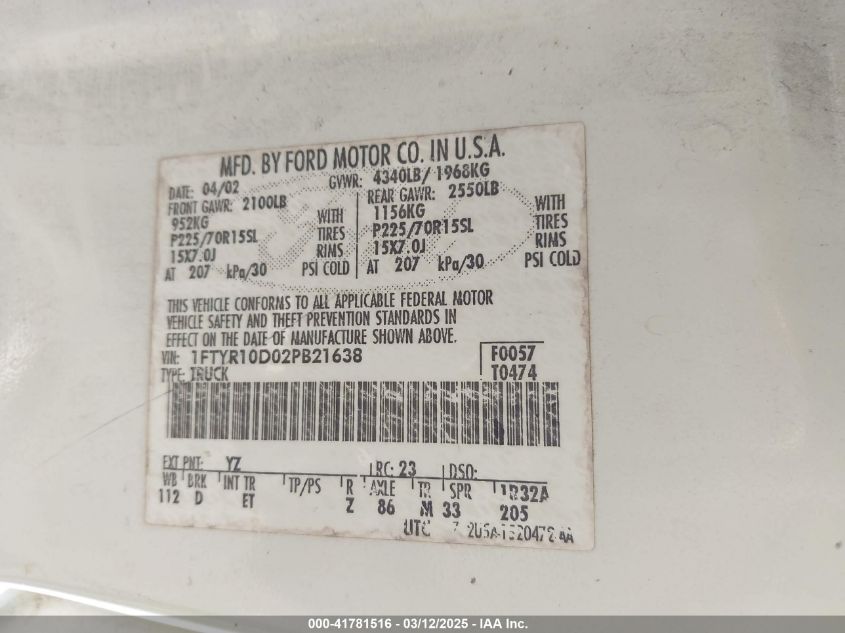 MFD. BY FORD MOTOR CO. IN U.S.A.
DATE: 04/02 GVWR: 4340LB/ 1968KG
FRONT GAWR: 2100LB REAR GAWR: 2550LB
952KG WITH 1156KG WITH
P225/70R15SL TIRES P225/70R15SL TIRES
15X7.0J RIMS 15X7.0J RIMS
AT 207 kPa/30 PSI COLD AT 207 kPa/30 PSI COLD
THIS VEHICLE CONFORMS TO ALL APPLICABLE FEDERAL MOTOR
VEHICLE SAFETY AND THEFT PREVENTION STANDARDS IN
EFFECT ON THE DATE OF MANUFACTURE SHOWN ABOVE.
VIN: 1FTYR10D02PB21638 F0057
TYPE: TRUCK T0474
EXT PNT: YZ RC: 23 DSO:
WB BRK INT TR TP/PS R AXLE TR SPR
112 D ET Z 86 M 33 205
UTC
000-41781516 - 03/12/2025 - IAA Inc.